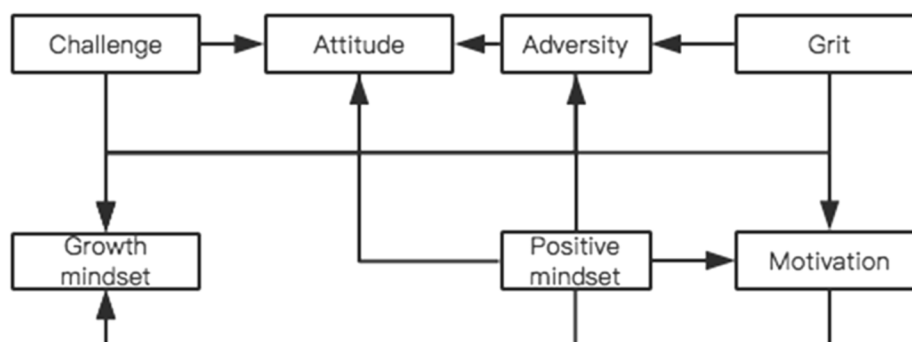 Challenge
Attitude
Adversity
Grit
Growth
mindset
Positive
mindset
Motivation